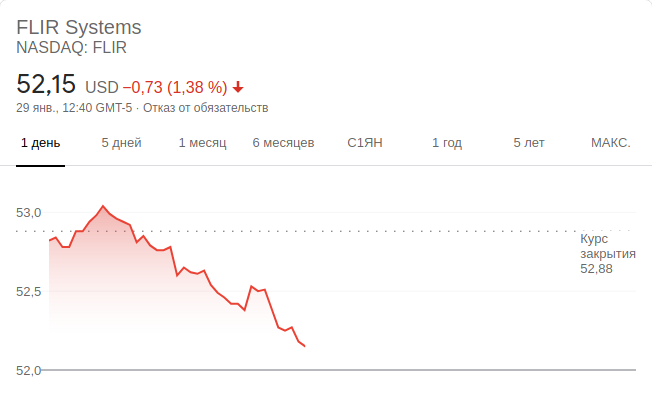 FLIR Systems
NASDAQ: FLIR
52,15 USD −0,73 (1,38 %)
29 янв., 12:40 GMT-5 · Отказ от обязательств
1 день 5 дней 1 месяц 6 месяцев С1ЯН 1 год 5 лет МАКС.
53,0
Курс
закрытия
52,88
52,5
52,0